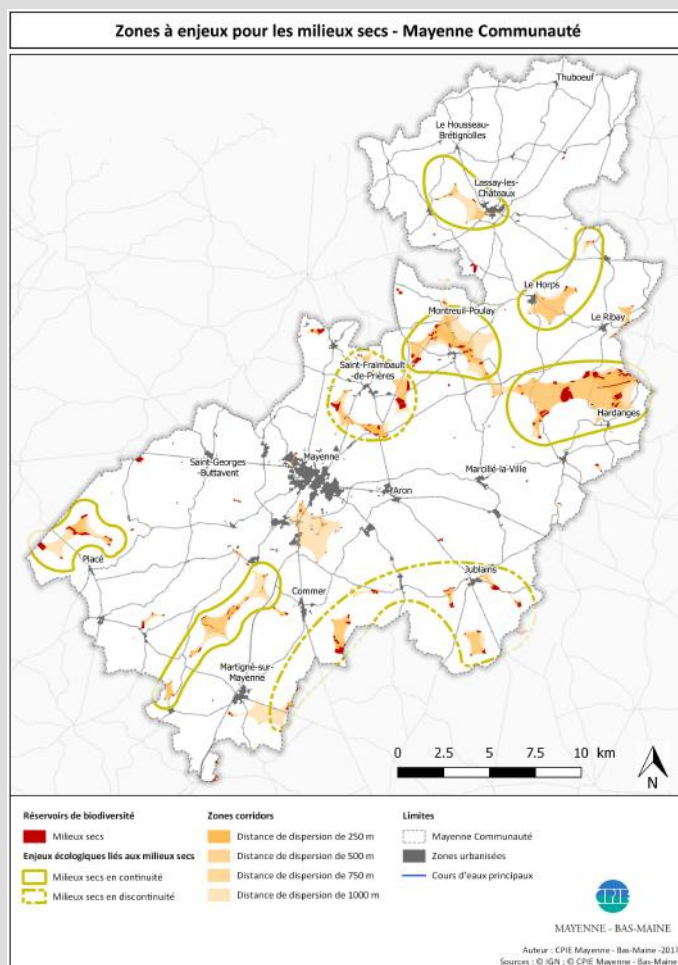 Zones à enjeux pour les milieux secs - Mayenne Communauté
Thuboeuf
Le Housseau-
Brétignolles
Lassay-les-
Châteaux
Le Horps
Montreuil-Poulay
Le Ribay
Saint-Fraimbault-
de-Prières
Hardanges
Saint-Georges-
Buttavent
Mayenne
Marcillé-la-Ville
Aron
Placé
Jublains
Commer
Martigné-sur-
Mayenne
0 2.5 5 7.5 10 km
N
Réservoirs de biodiversité
Milieux secs
Enjeux écologiques liés aux milieux secs
Milieux secs en continuité
Milieux secs en discontinuité
Zones corridors
Distance de dispersion de 250 m
Distance de dispersion de 500 m
Distance de dispersion de 750 m
Distance de dispersion de 1000 m
Limites
Mayenne Communauté
Zones urbanisées
Cours d'eaux principaux
CPIE
MAYENNE - BAS-MAINE
Auteur : CPIE Mayenne - Bas-Maine -2017
Sources : © IGN ; © CPIE Mayenne - Bas-Maine